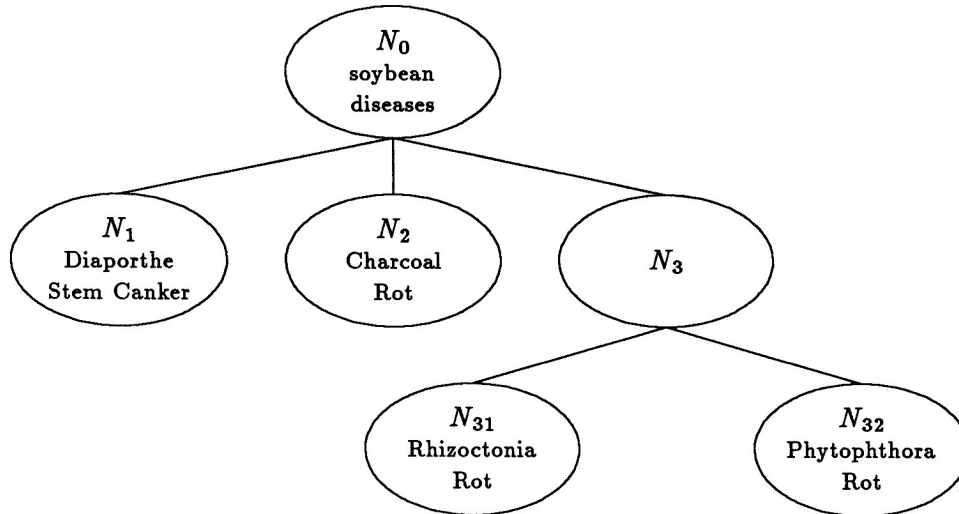 N₀
soybean
diseases
N₁
Diaporthe
Stem Canker
N₂
Charcoal
Rot
N₃
N₃₁
Rhizoctonia
Rot
N₃₂
Phytophthora
Rot